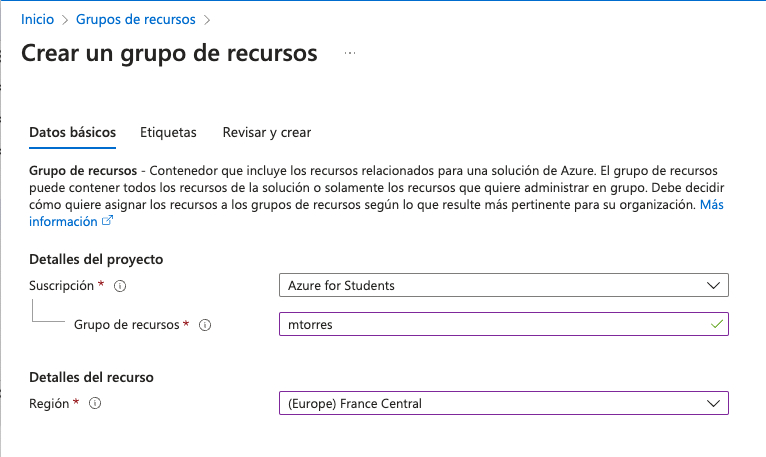 Inicio > Grupos de recursos >
Crear un grupo de recursos ...
Datos básicos Etiquetas Revisar y crear
Grupo de recursos - Contenedor que incluye los recursos relacionados para una solución de Azure. El grupo de recursos
puede contener todos los recursos de la solución o solamente los recursos que quiere administrar en grupo. Debe decidir
cómo quiere asignar los recursos a los grupos de recursos según lo que resulte más pertinente para su organización. Más
información
Detalles del proyecto
Suscripción * Azure for Students
Grupo de recursos * mtorres
Detalles del recurso
Región * (Europe) France Central